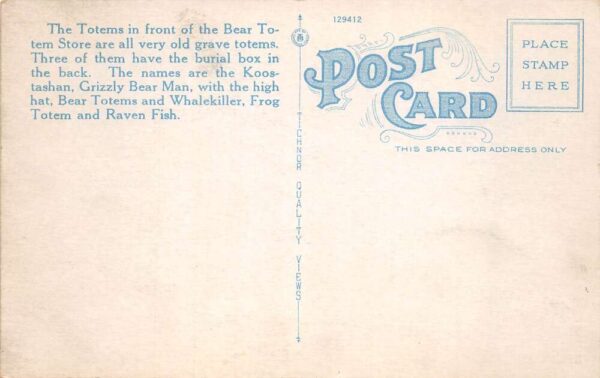 The Totems in front of the Bear To-
tem Store are all very old grave totems.
Three of them have the burial box in
the back. The names are the Koos-
tashan, Grizzly Bear Man, with the high
hat, Bear Totems and Whalekiller, Frog
Totem and Raven Fish.
TICHNOR QUALITY VIEWS
129412
POST
CARD
THIS SPACE FOR ADDRESS ONLY
PLACE
STAMP
HERE